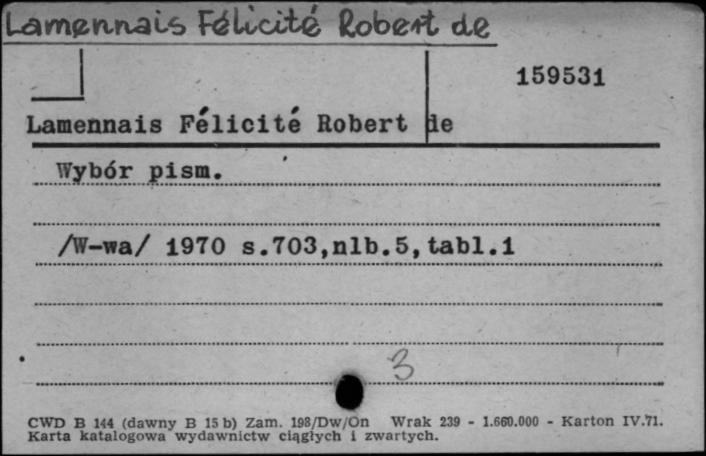 Lamennais Félicité Robert de
159531
Lamennais Félicité Robert de
Wybór pism.
/W-wa/ 1970 s.703,nlb.5,tabl.1
3
CWD B 144 (dawny B 15 b) Zam. 198/Dw/On Wrak 239 - 1.660.000 - Karton IV.71.
Karta katalogowa wydawnictw ciągłych i zwartych.